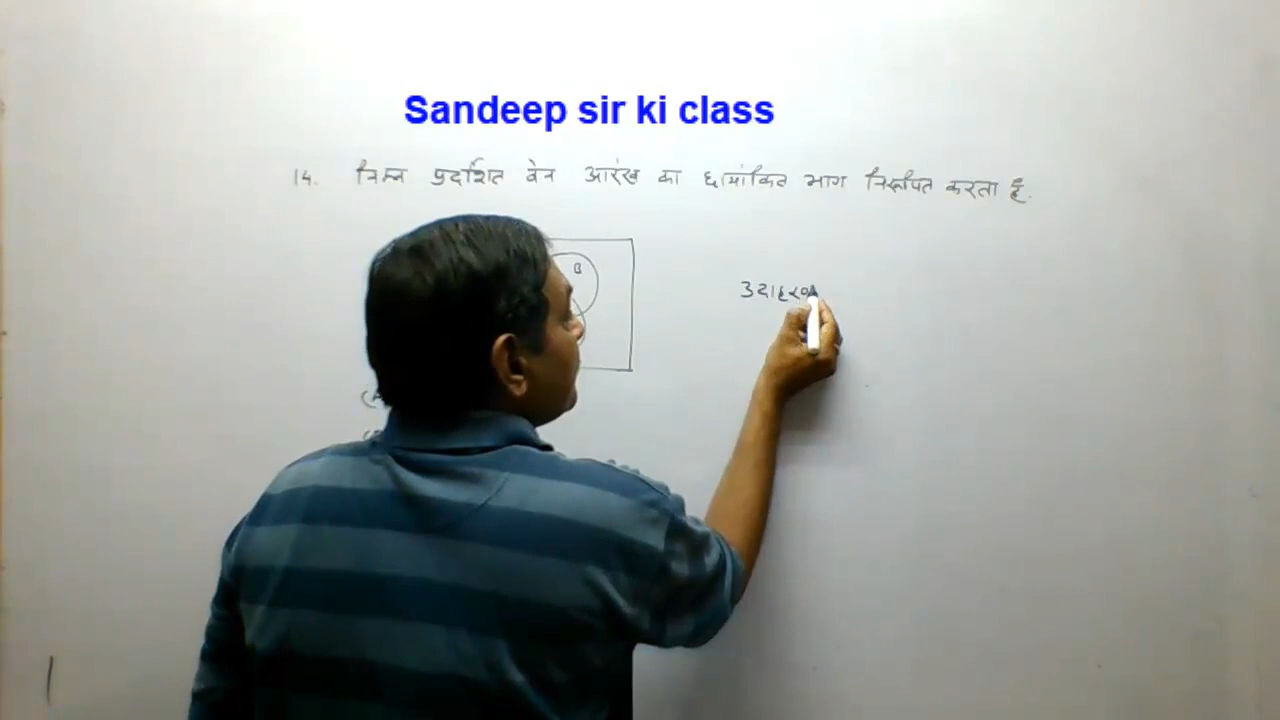 Sandeep sir ki class
14. निम्न प्रदर्शित वेन आरेख का छायांकित भाग निरूपित करता है.
B
उदाहरण